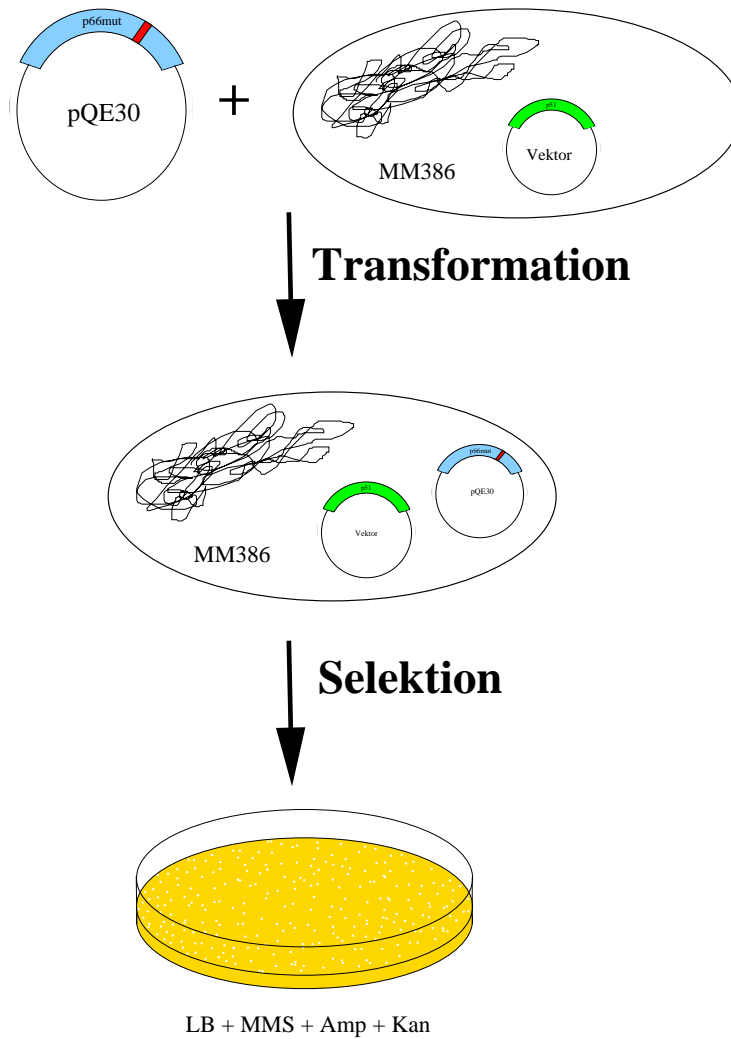 p66mut
pQE30
+
p51
Vektor
MM386
Transformation
p66mut
pQE30
p51
Vektor
MM386
Selektion
LB + MMS + Amp + Kan